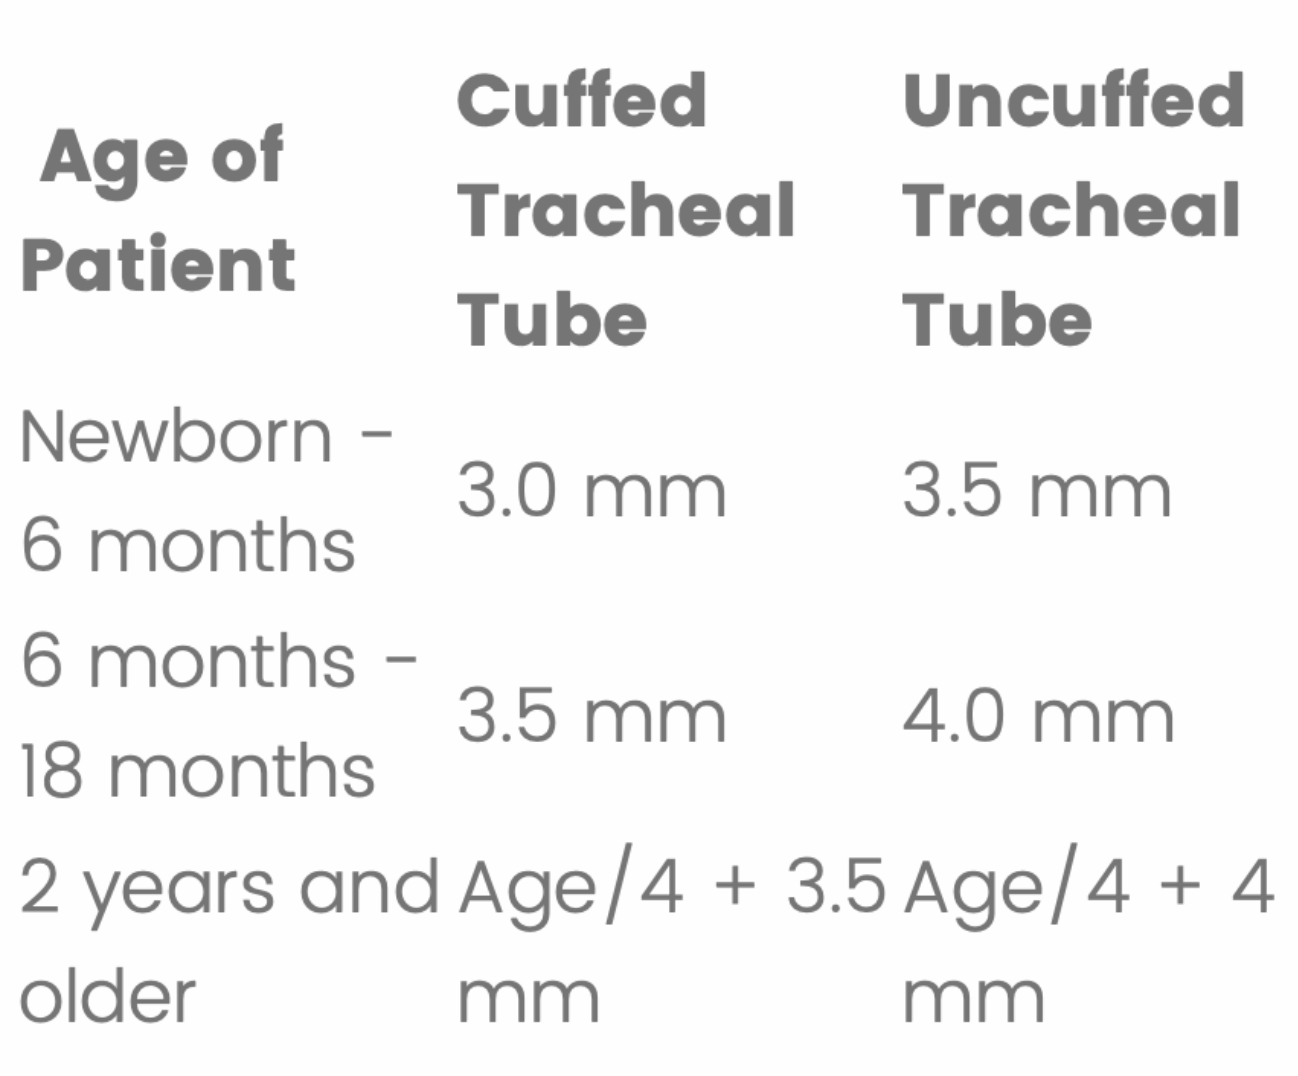 Age of
Patient
Cuffed
Tracheal
Tube
Uncuffed
Tracheal
Tube
Newborn -
6 months
3.0 mm
3.5 mm
6 months -
18 months
3.5 mm
4.0 mm
2 years and
older
Age/4 + 3.5
mm
Age/4 + 4
mm